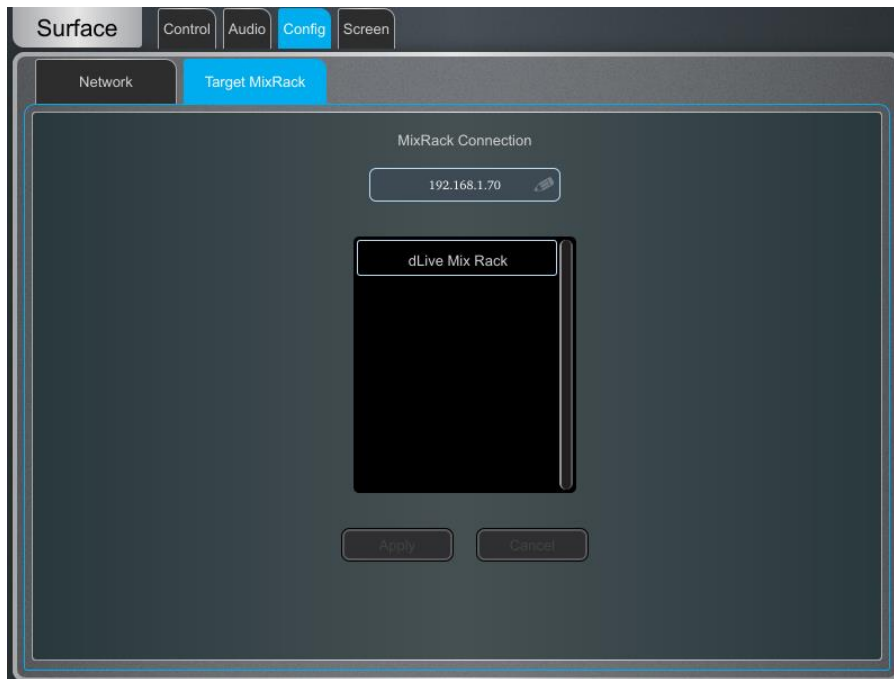 Surface Control Audio Config Screen
Network Target MixRack
MixRack Connection
192.168.1.70
dLive Mix Rack
Apply Cancel